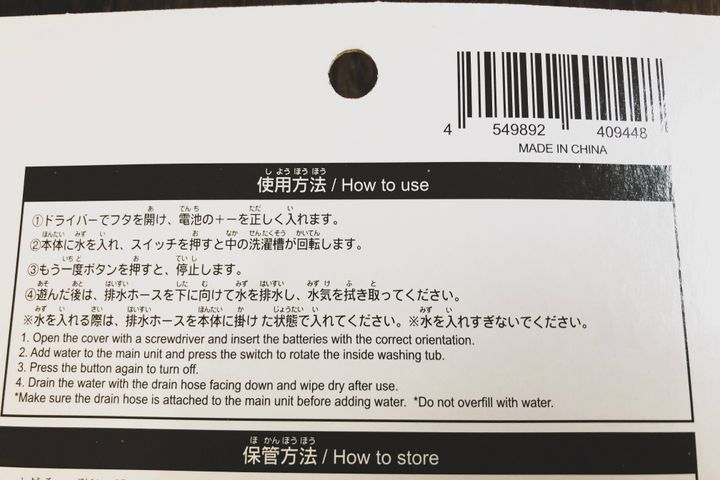 4 549892 409448
MADE IN CHINA
使用方法 / How to use
①ドライバーでフタを開け、電池の+ーを正しく入れます。
②本体に水を入れ、スイッチを押すと中の洗濯槽が回転します。
③もう一度ボタンを押すと、停止します。
④遊んだ後は、排水ホースを下に向けて水を排水し、水気を拭き取ってください。
※水を入れる際は、排水ホースを本体に掛けた状態で入れてください。※水を入れすぎないでください。
1. Open the cover with a screwdriver and insert the batteries with the correct orientation.
2. Add water to the main unit and press the switch to rotate the inside washing tub.
3. Press the button again to turn off.
4. Drain the water with the drain hose facing down and wipe dry after use.
*Make sure the drain hose is attached to the main unit before adding water. *Do not overfill with water.
保管方法 / How to store